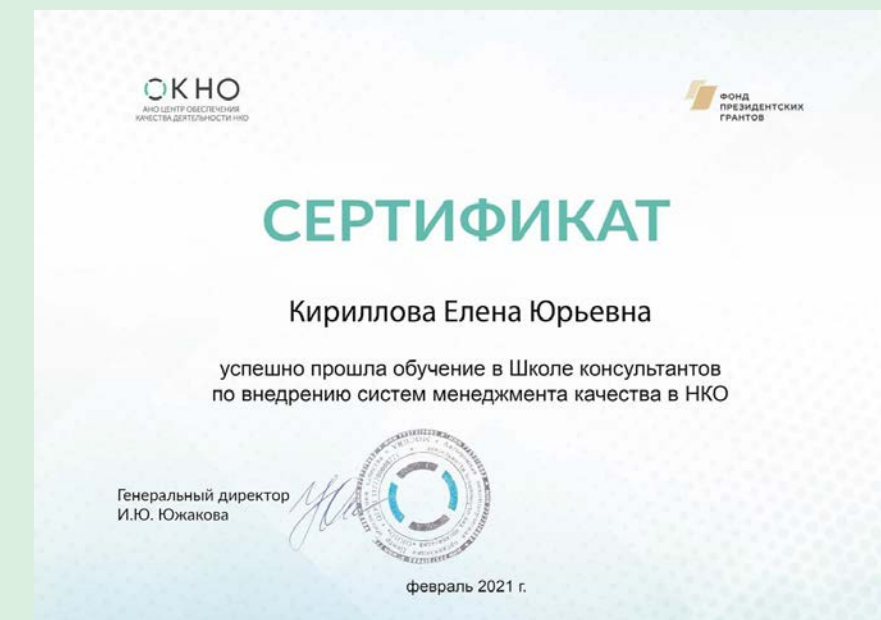 ОКНО
АНО ЦЕНТР ОБЕСПЕЧЕНИЯ
КАЧЕСТВА ДЕЯТЕЛЬНОСТИ НКО
ФОНД
ПРЕЗИДЕНТСКИХ
ГРАНТОВ
СЕРТИФИКАТ
Кириллова Елена Юрьевна
успешно прошла обучение в Школе консультантов
по внедрению систем менеджмента качества в НКО
Генеральный директор
И.Ю. Южакова
февраль 2021 г.